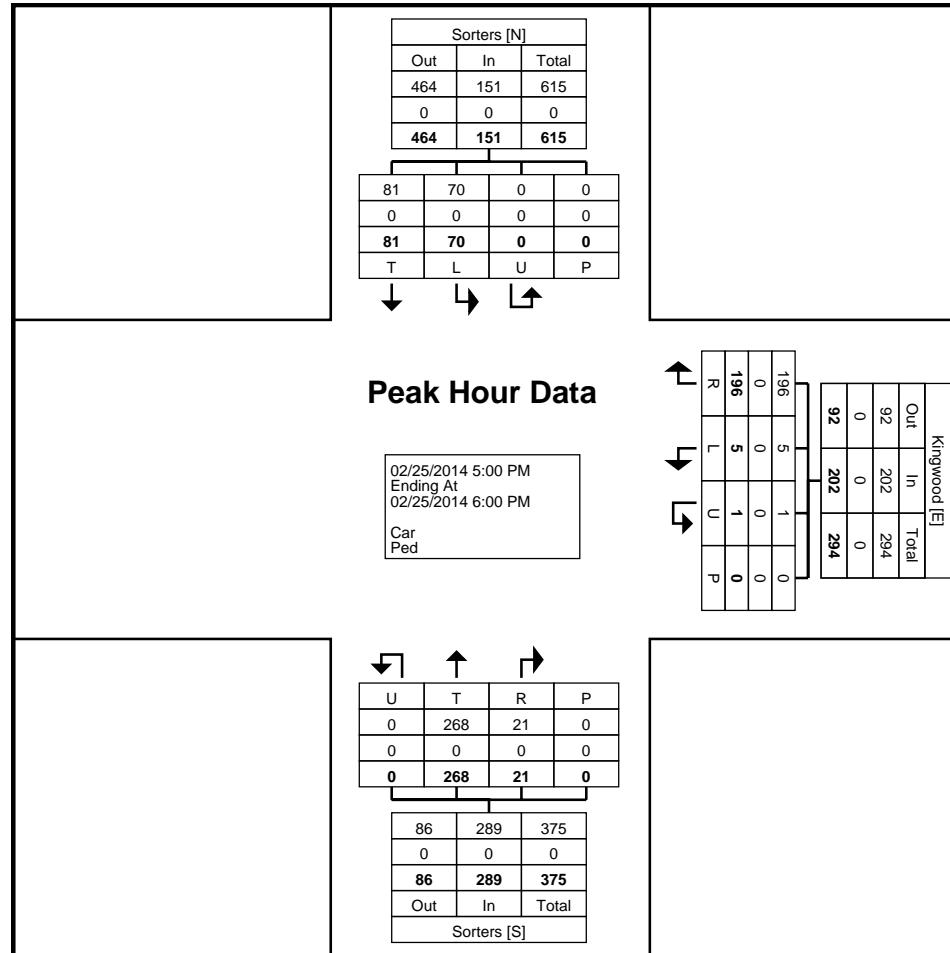 Sorters [N]
Out In Total
464 151 615
0 0 0
464 151 615
81 70 0 0
0 0 0 0
81 70 0 0
T L U P
Peak Hour Data
02/25/2014 5:00 PM
Ending At
02/25/2014 6:00 PM
Car
Ped
Kingwood [E]
Out In Total
92 202 294
0 0 0
92 202 294
196 5 1 0
0 0 0 0
196 5 1 0
R L U P
U T R P
0 268 21 0
0 0 0 0
0 268 21 0
86 289 375
0 0 0
86 289 375
Out In Total
Sorters [S]